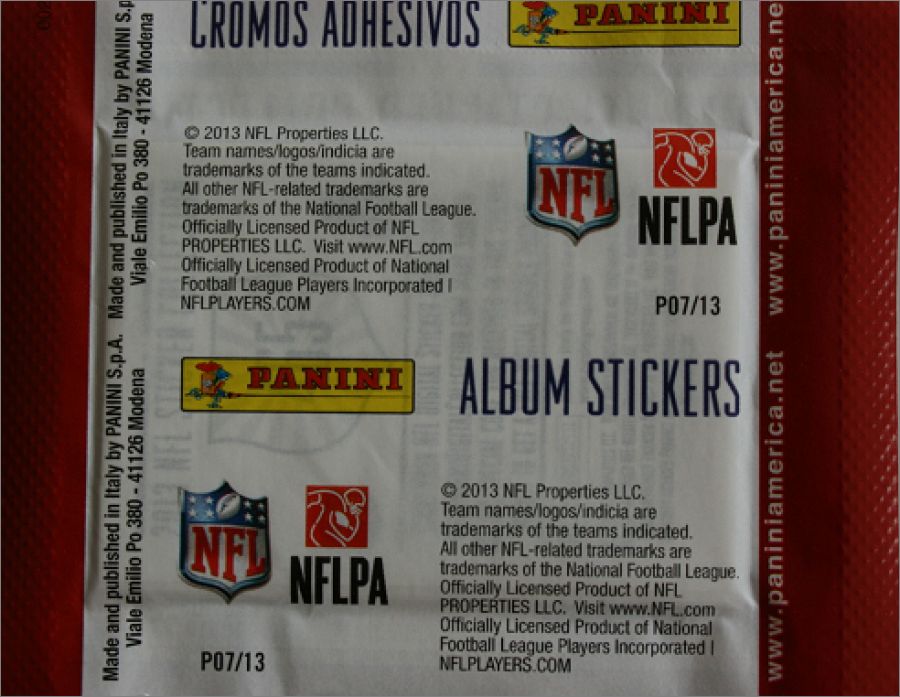 CROMOS ADHESIVOS
PANINI
© 2013 NFL Properties LLC.
Team names/logos/indicia are
trademarks of the teams indicated.
All other NFL-related trademarks are
trademarks of the National Football League.
Officially Licensed Product of NFL
PROPERTIES LLC. Visit www.NFL.com
Officially Licensed Product of National
Football League Players Incorporated |
NFLPLAYERS.COM
NFL
NFLPA
P07/13
PANINI
ALBUM STICKERS
NFL
NFLPA
P07/13
© 2013 NFL Properties LLC.
Team names/logos/indicia are
trademarks of the teams indicated.
All other NFL-related trademarks are
trademarks of the National Football League.
Officially Licensed Product of NFL
PROPERTIES LLC. Visit www.NFL.com
Officially Licensed Product of National
Football League Players Incorporated |
NFLPLAYERS.COM
Made and published in Italy by PANINI S.p
Viale Emilio Po 380 - 41126 Modena
Made and published in Italy by PANINI S.p.A.
Viale Emilio Po 380 - 41126 Modena
www.paniniamerica.ne
www.paniniamerica.net